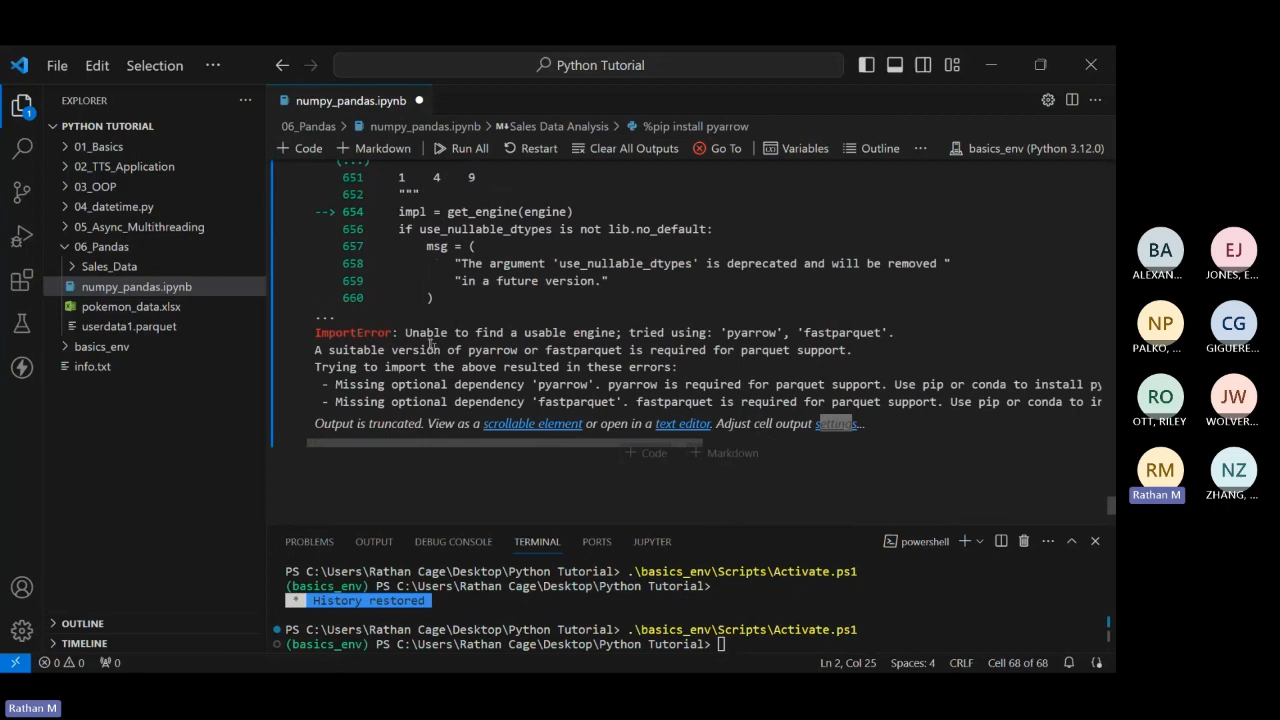 File Edit Selection ...
Python Tutorial
EXPLORER
PYTHON TUTORIAL
01_Basics
02_TTS_Application
03_OOP
04_datetime.py
05_Async_Multithreading
06_Pandas
Sales_Data
numpy_pandas.ipynb
pokemon_data.xlsx
userdata1.parquet
basics_env
info.txt
OUTLINE
TIMELINE
numpy_pandas.ipynb
06_Pandas > numpy_pandas.ipynb > M↓Sales Data Analysis > %pip install pyarrow
+ Code + Markdown Run All Restart Clear All Outputs Go To Variables Outline ... basics_env (Python 3.12.0)
(...)
651 1 4 9
652 """
--> 654 impl = get_engine(engine)
656 if use_nullable_dtypes is not lib.no_default:
657 msg = (
658 "The argument 'use_nullable_dtypes' is deprecated and will be removed "
659 "in a future version."
660 )
...
ImportError: Unable to find a usable engine; tried using: 'pyarrow', 'fastparquet'.
A suitable version of pyarrow or fastparquet is required for parquet support.
Trying to import the above resulted in these errors:
- Missing optional dependency 'pyarrow'. pyarrow is required for parquet support. Use pip or conda to install py
- Missing optional dependency 'fastparquet'. fastparquet is required for parquet support. Use pip or conda to in
Output is truncated. View as a scrollable element or open in a text editor. Adjust cell output settings...
+ Code + Markdown
PROBLEMS OUTPUT DEBUG CONSOLE TERMINAL PORTS JUPYTER
powershell
PS C:\Users\Rathan Cage\Desktop\Python Tutorial> .\basics_env\Scripts\Activate.ps1
(basics_env) PS C:\Users\Rathan Cage\Desktop\Python Tutorial>
* History restored
PS C:\Users\Rathan Cage\Desktop\Python Tutorial> .\basics_env\Scripts\Activate.ps1
(basics_env) PS C:\Users\Rathan Cage\Desktop\Python Tutorial>
0 0 0
Ln 2, Col 25 Spaces: 4 CRLF Cell 68 of 68
BA EJ
ALEXAN... JONES, E...
NP CG
PALKO, ... GIGUERE...
RO JW
OTT, RILEY WOLVER...
RM NZ
Rathan M ZHANG, ...
Rathan M